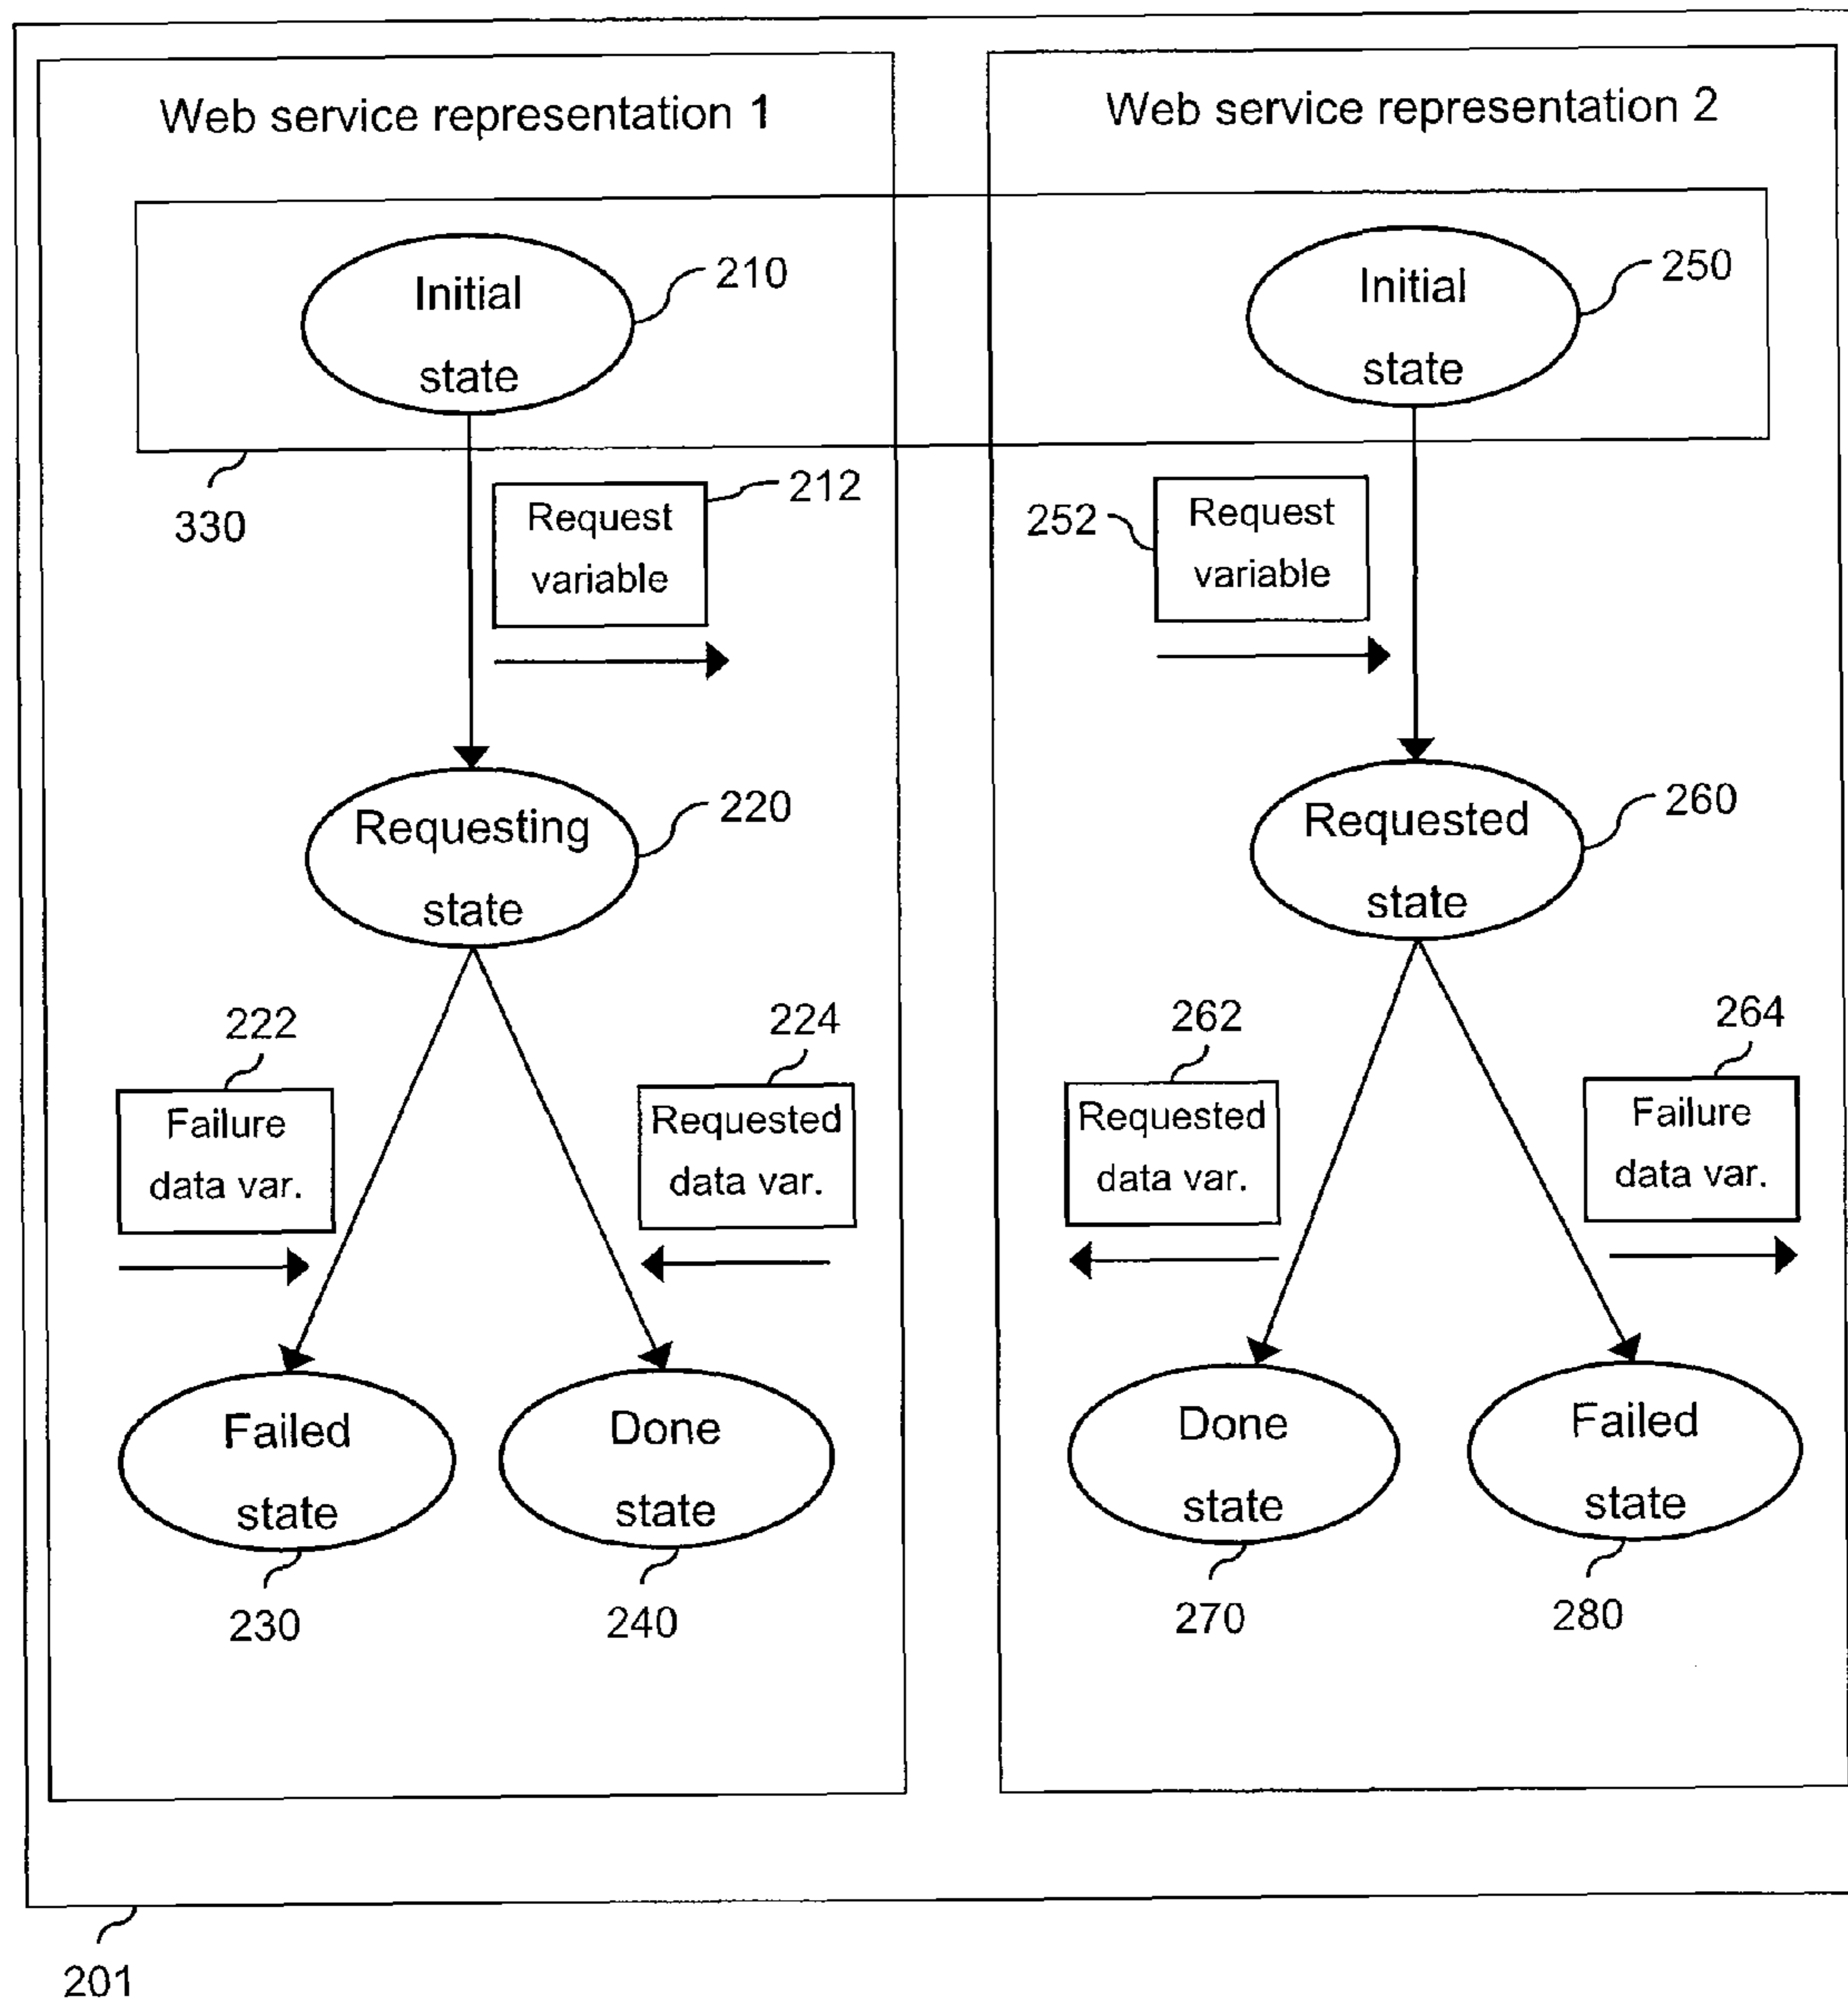 Web service representation 1
Web service representation 2
Initial
state
210
Initial
state
250
330
Request
variable
212
252
Request
variable
Requesting
state
220
Requested
state
260
222
Failure
data var.
224
Requested
data var.
262
Requested
data var.
264
Failure
data var.
Failed
state
230
Done
state
240
Done
state
270
Failed
state
280
201